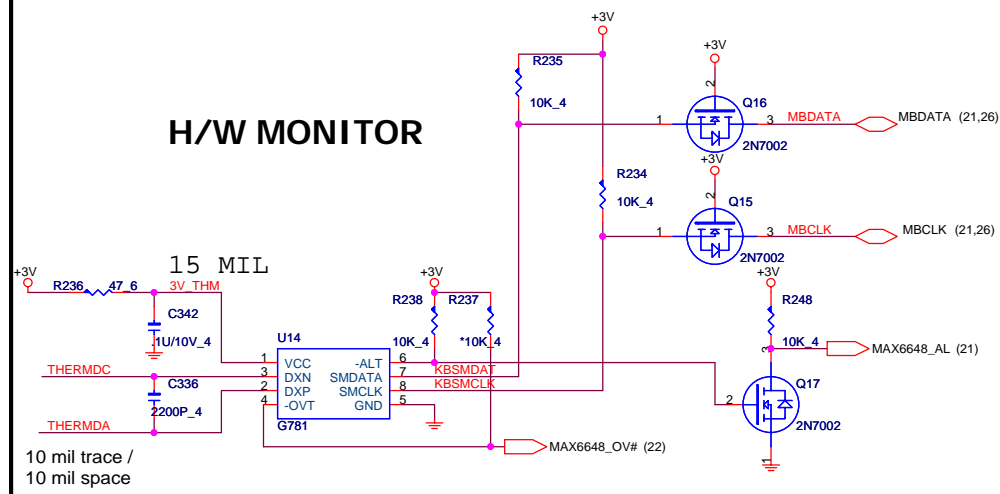 +3V
R235
10K_4
+3V
2
Q16
1
3
MBDATA
MBDATA (21,26)
2N7002
H/W MONITOR
+3V
R234
10K_4
2
Q15
1
3
MBCLK
MBCLK (21,26)
2N7002
+3V
R236
47_6
15 MIL
3V_THM
C342
.1U/10V_4
+3V
R238
R237
10K_4
*10K_4
+3V
R248
10K_4
MAX6648_AL (21)
U14
1
VCC
-ALT
6
THERMDC
3
DXN
SMDATA
7
KBSMDAT
C336
2
DXP
SMCLK
8
KBSMCLK
2200P_4
4
-OVT
GND
5
G781
THERMDA
3
Q17
2
2N7002
1
MAX6648_OV# (22)
10 mil trace /
10 mil space